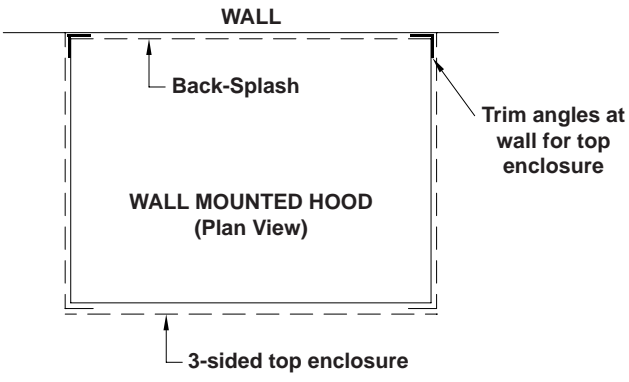 WALL
Back-Splash
Trim angles at
wall for top
enclosure
WALL MOUNTED HOOD
(Plan View)
3-sided top enclosure